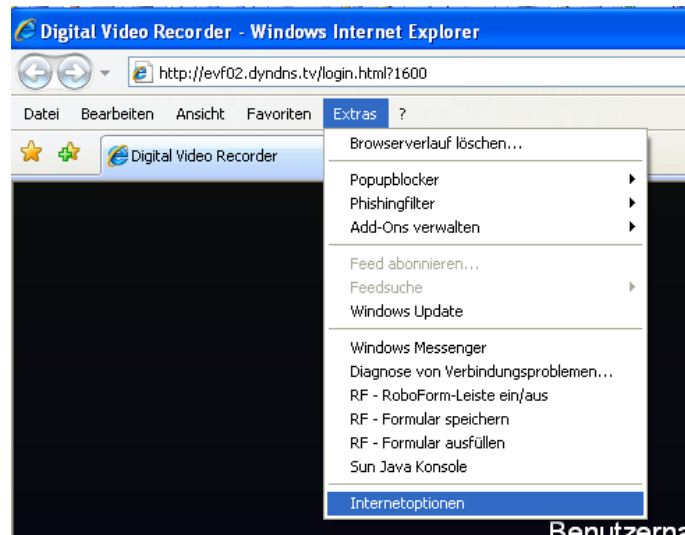 Digital Video Recorder - Windows Internet Explorer
http://evf02.dyndns.tv/login.html?1600
Datei Bearbeiten Ansicht Favoriten Extras ?
Digital Video Recorder
Browserverlauf löschen...
Popupblocker
Phishingfilter
Add-Ons verwalten
Feed abonnieren...
Feedsuche
Windows Update
Windows Messenger
Diagnose von Verbindungsproblemen...
RF - RoboForm-Leiste ein/aus
RF - Formular speichern
RF - Formular ausfüllen
Sun Java Konsole
Internetoptionen